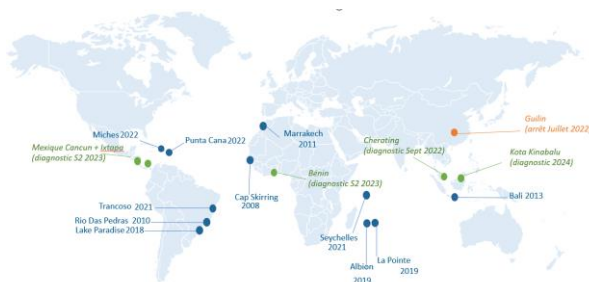 Miches 2022
Punta Cana 2022
Mexique Cancun + Ixtapa
(diagnostic S2 2023)
Marrakech
2011
Cherating
(diagnostic Sept 2022)
Guilin
(arrêt Juillet 2022
Kota Kinabalu
(diagnostic 2024)
Bénin
(diagnostic S2 2023)
Cap Skirring
2008
Bali 2013
Trancoso 2021
Rio Das Pedras 2010
Lake Paradise 2018
Seychelles
2021
La Pointe
2019
Albion
2019